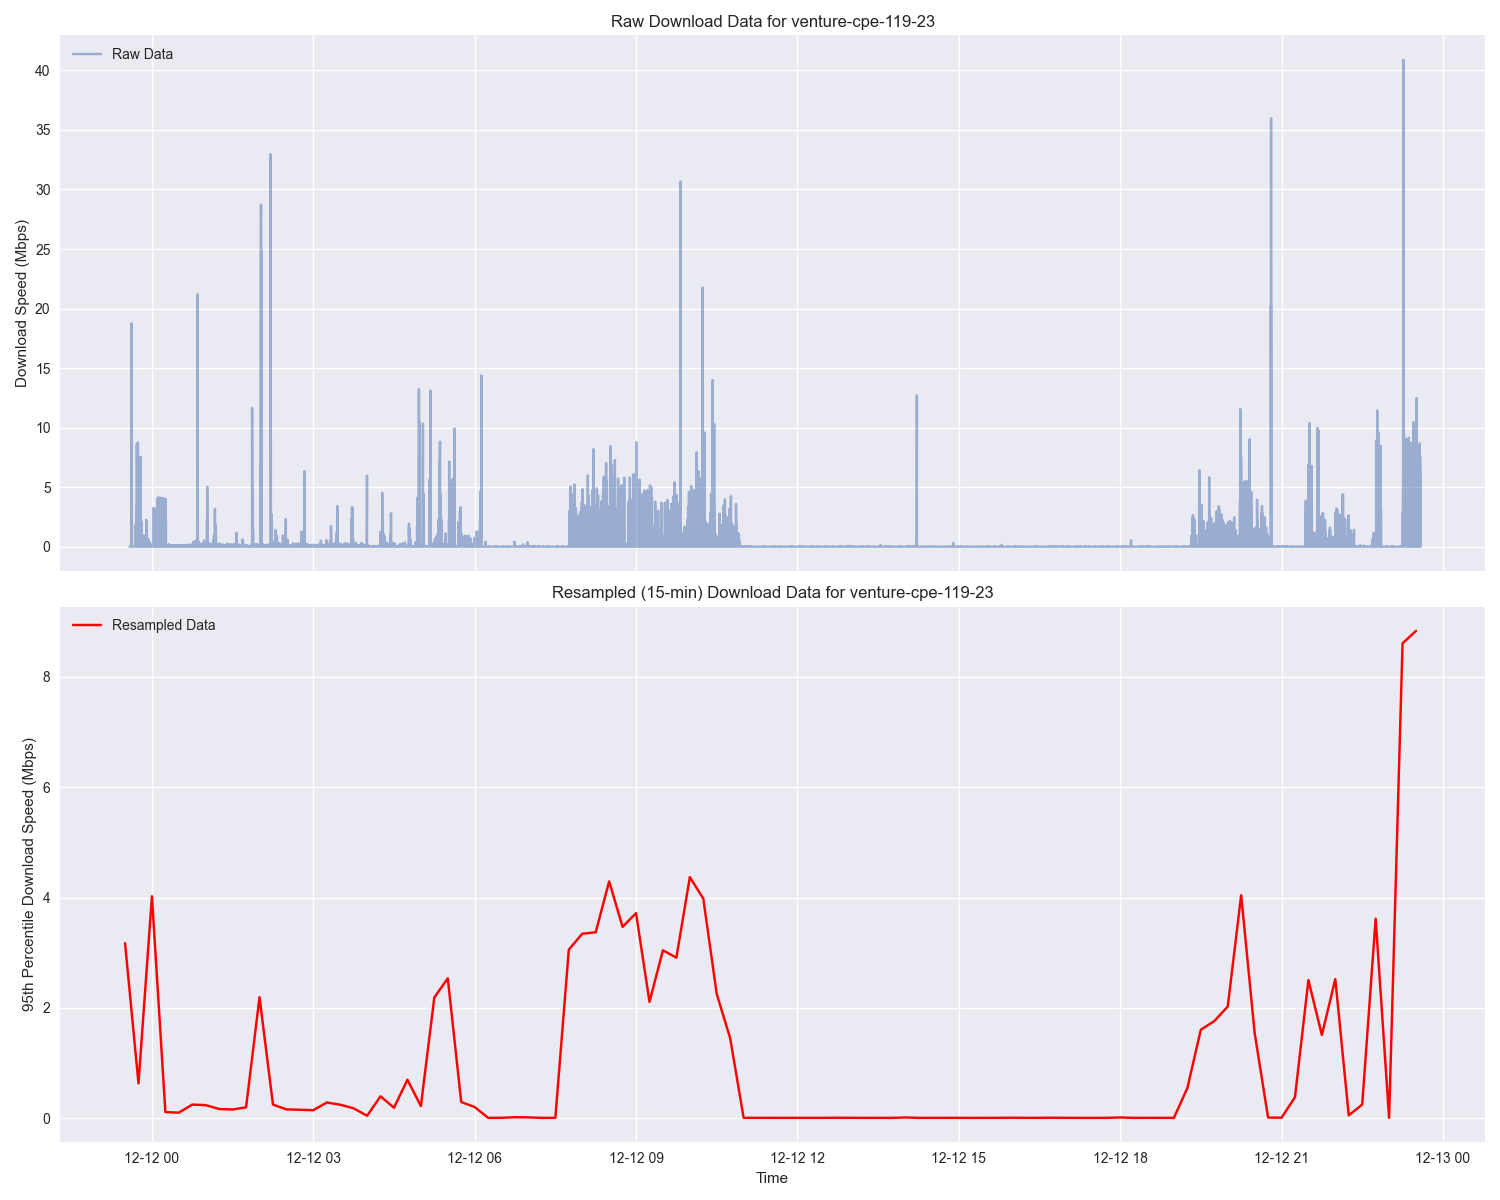 Raw Download Data for venture-cpe-119-23
Raw Data
40
35
30
25
20
15
10
5
0
Download Speed (Mbps)
Resampled (15-min) Download Data for venture-cpe-119-23
Resampled Data
8
6
4
2
0
95th Percentile Download Speed (Mbps)
12-12 00 12-12 03 12-12 06 12-12 09 12-12 12 12-12 15 12-12 18 12-12 21 12-13 00
Time